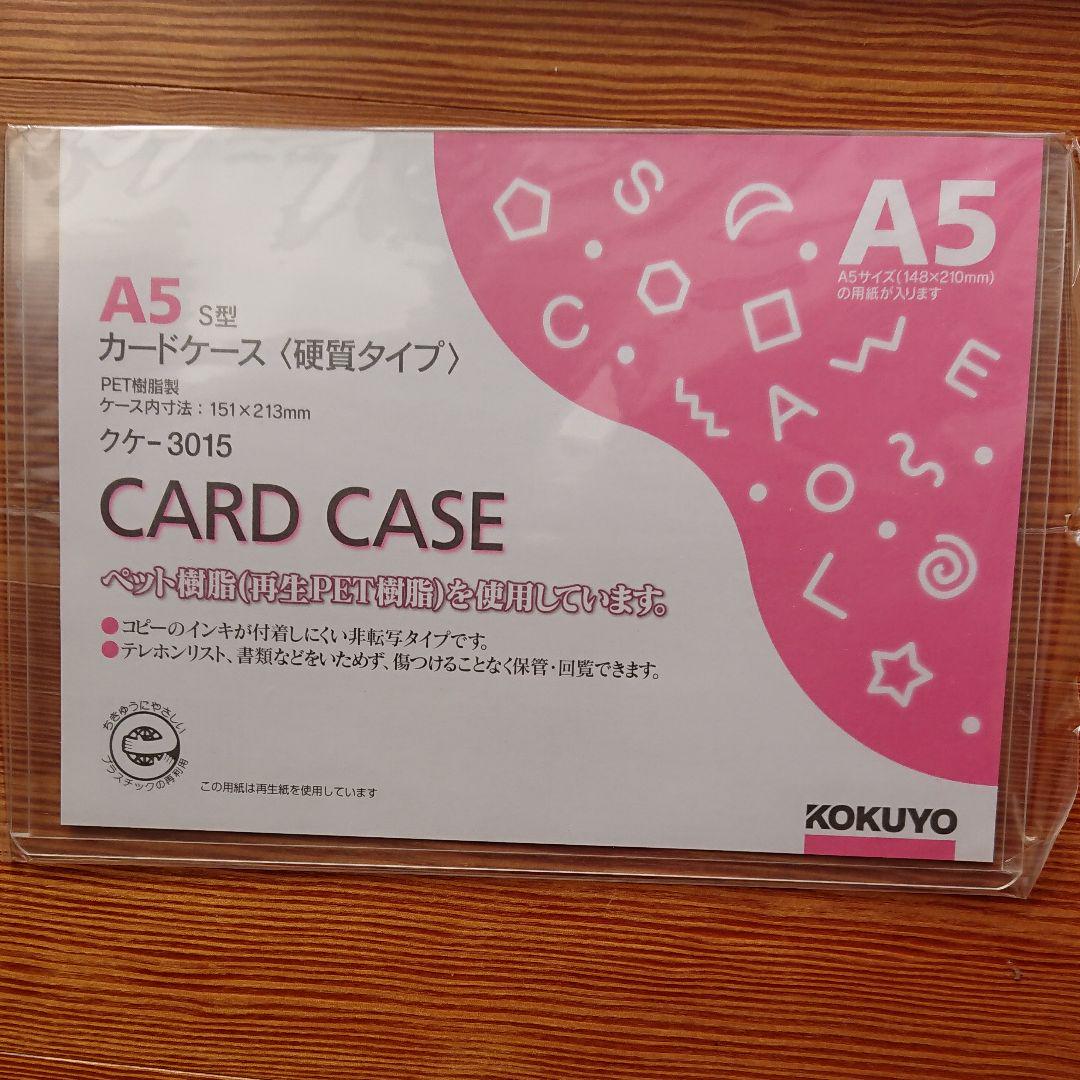 A5
A5サイズ(148×210mm)
の用紙が入ります
A5 S型
カードケース〈硬質タイプ〉
PET樹脂製
ケース内寸法：151×213mm
クケー3015
CARD CASE
ペット樹脂(再生PET樹脂)を使用しています。
●コピーのインキが付着しにくい非転写タイプです。
●テレホンリスト、書類などをいためず、傷つけることなく保管・回覧できます。
ちきゅうにやさしい
プラスチックの再利用
この用紙は再生紙を使用しています
KOKUYO
S
C
E
A
O
L